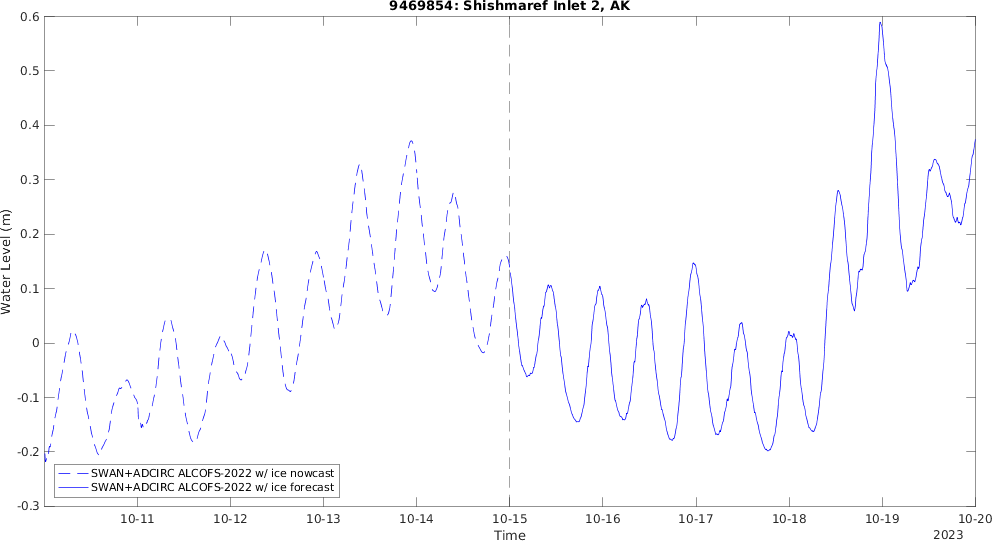 9469854: Shishmaref Inlet 2, AK
0.6
0.5
0.4
0.3
0.2
0.1
0
-0.1
-0.2
-0.3
Water Level (m)
SWAN+ADCIRC ALCOFS-2022 w/ ice nowcast
SWAN+ADCIRC ALCOFS-2022 w/ ice forecast
10-11 10-12 10-13 10-14 10-15 10-16 10-17 10-18 10-19 10-20
Time
2023